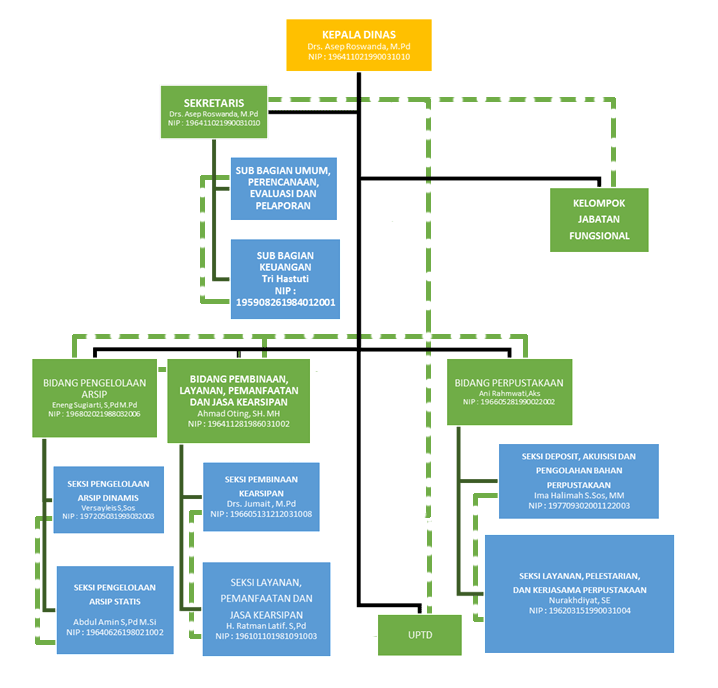 KEPALA DINAS
Drs. Asep Roswanda, M.Pd
NIP : 196411021990031010
SEKRETARIS
Drs. Asep Roswanda, M.Pd
NIP : 196411021990031010
SUB BAGIAN UMUM,
PERENCANAAN,
EVALUASI DAN
PELAPORAN
KELOMPOK
JABATAN
FUNGSIONAL
SUB BAGIAN
KEUANGAN
Tri Hastuti
NIP :
195908261984012001
BIDANG PENGELOLAAN
ARSIP
Eneng Sugiarti, S,Pd M.Pd
NIP : 196802021988032006
BIDANG PEMBINAAN,
LAYANAN, PEMANFAATAN
DAN JASA KEARSIPAN
Ahmad Oting, SH. MH
NIP : 196411281986031002
BIDANG PERPUSTAKAAN
Ani Rahmwati,Aks
NIP : 196605281990022002
SEKSI PENGELOLAAN
ARSIP DINAMIS
Versayleis S,Sos
NIP : 197205031993032003
SEKSI PEMBINAAN
KEARSIPAN
Drs. Jumait , M.Pd
NIP : 196605131212031008
SEKSI DEPOSIT, AKUISISI DAN
PENGOLAHAN BAHAN
PERPUSTAKAAN
Ima Halimah S.Sos, MM
NIP : 197709302001122003
SEKSI PENGELOLAAN
ARSIP STATIS
Abdul Amin S,Pd M.Si
NIP : 19640626198021002
SEKSI LAYANAN,
PEMANFAATAN DAN
JASA KEARSIPAN
H. Ratman Latif. S,Pd
NIP : 196101101981091003
SEKSI LAYANAN, PELESTARIAN,
DAN KERJASAMA PERPUSTAKAAN
Nurakhdiyat, SE
NIP : 196203151990031004
UPTD